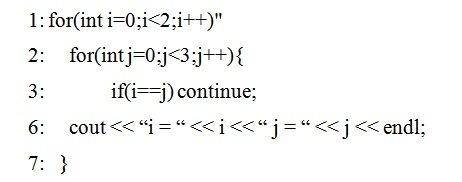 1: for(int i=0;i<2;i++)"
2: for(int j=0;j<3;j++){
3: if(i==j) continue;
6: cout << “i = “ << i << “ j = “ << j << endl;
7: }